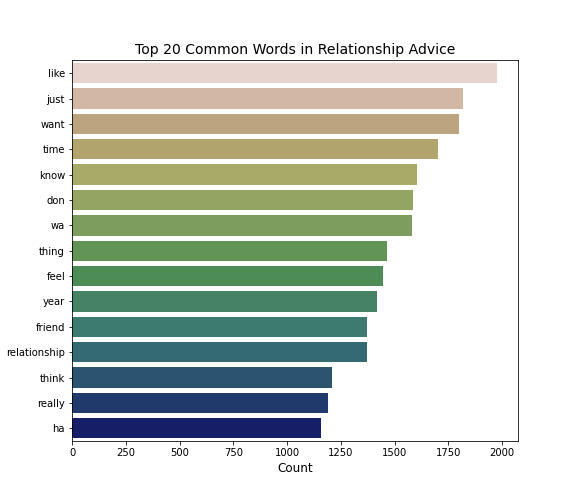 Top 20 Common Words in Relationship Advice
like
just
want
time
know
don
wa
thing
feel
year
friend
relationship
think
really
ha
0 250 500 750 1000 1250 1500 1750 2000
Count